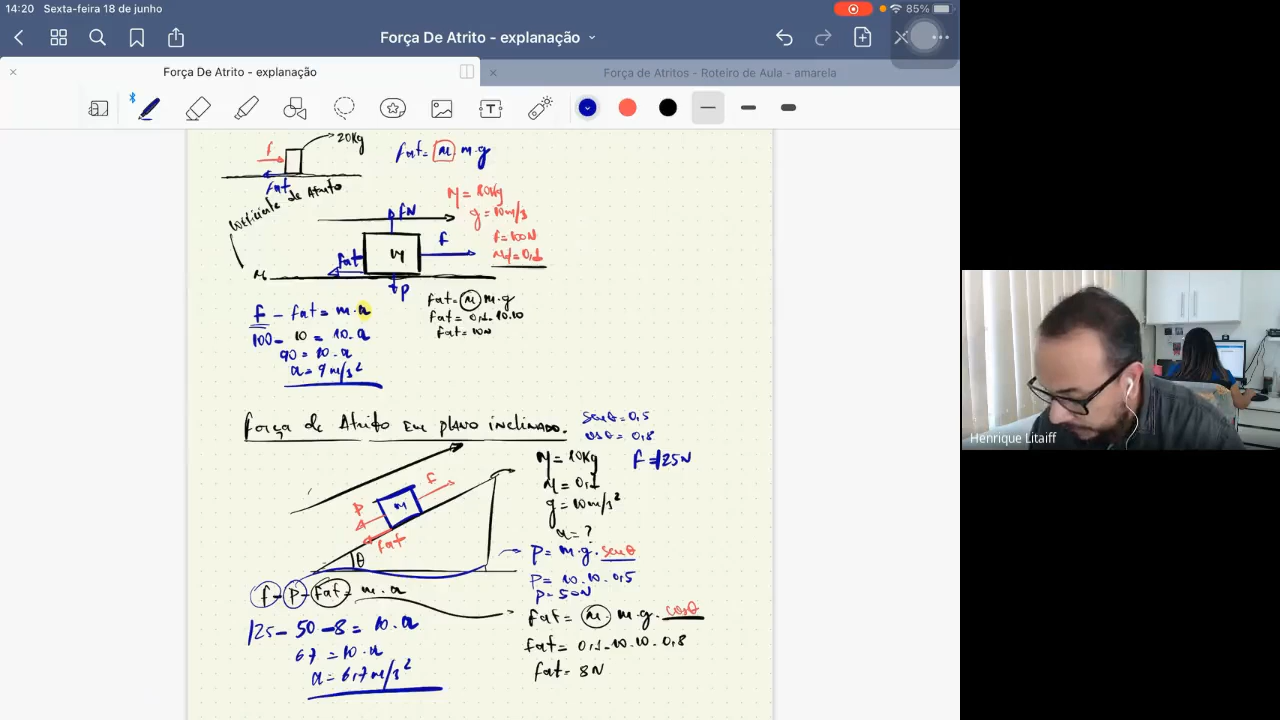 14:20 Sexta-feira 18 de junho
85%
Força De Atrito - explanação
Força De Atrito - explanação
Força de Atritos - Roteiro de Aula - amarela
20Kg
f
fat
fat = μ m.g
Coeficiente de Atrito
μ
fN
M = 10Kg
g = 10m/s
f = 100N
μ = 0,1
f
fat
M
P
f - fat = m.a
100 - 10 = 10.a
90 = 10.a
a = 9 m/s²
fat = μ m.g
fat = 0,1.10.10
fat = 10N
força de Atrito em plano inclinado.
senθ = 0,5
cosθ = 0,8
M = 10Kg
f = 125N
μ = 0,1
g = 10m/s²
a = ?
f
P
M
fat
θ
P = m.g.senθ
P = 10.10.0,5
P = 50N
f - P - fat = m.a
125 - 50 - 8 = 10.a
67 = 10.a
a = 6,7m/s²
fat = μ. m.g.cosθ
fat = 0,1.10.10.0,8
fat = 8N
Henrique Litaiff